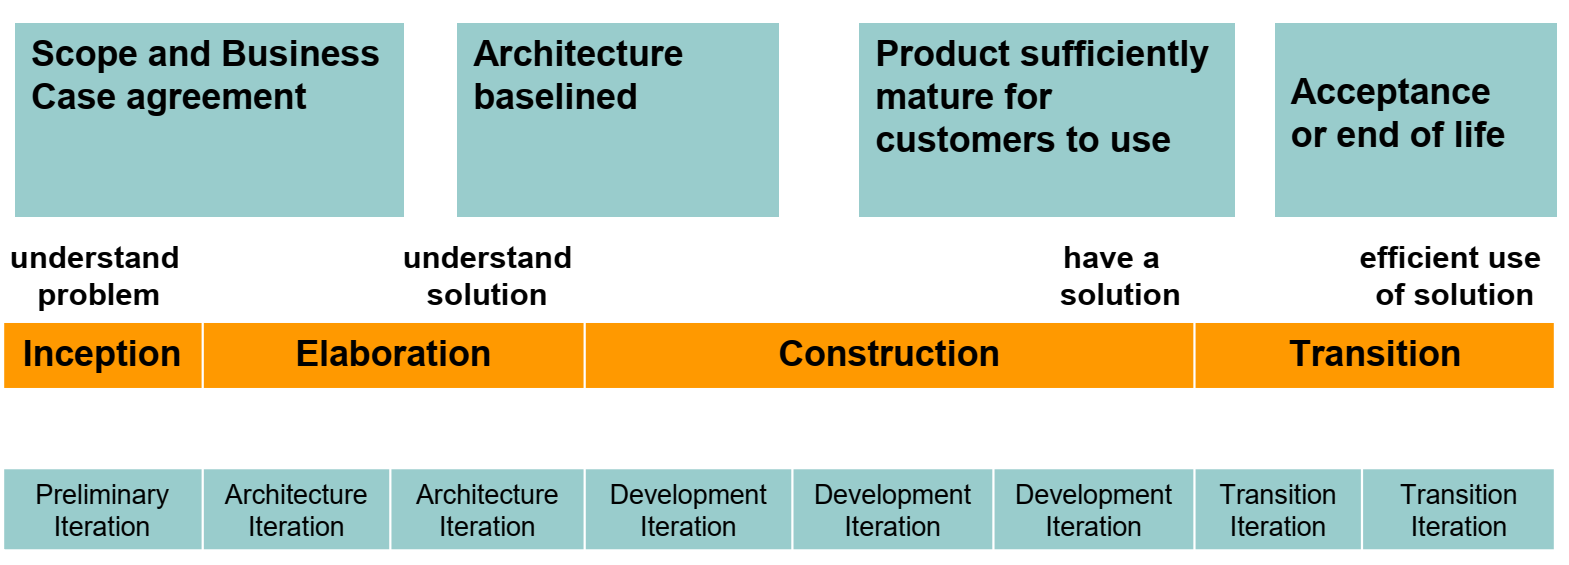 Scope and Business
Case agreement
Architecture
baselined
Product sufficiently
mature for
customers to use
Acceptance
or end of life
understand
problem
understand
solution
have a
solution
efficient use
of solution
Inception
Elaboration
Construction
Transition
Preliminary
Iteration
Architecture
Iteration
Architecture
Iteration
Development
Iteration
Development
Iteration
Development
Iteration
Transition
Iteration
Transition
Iteration